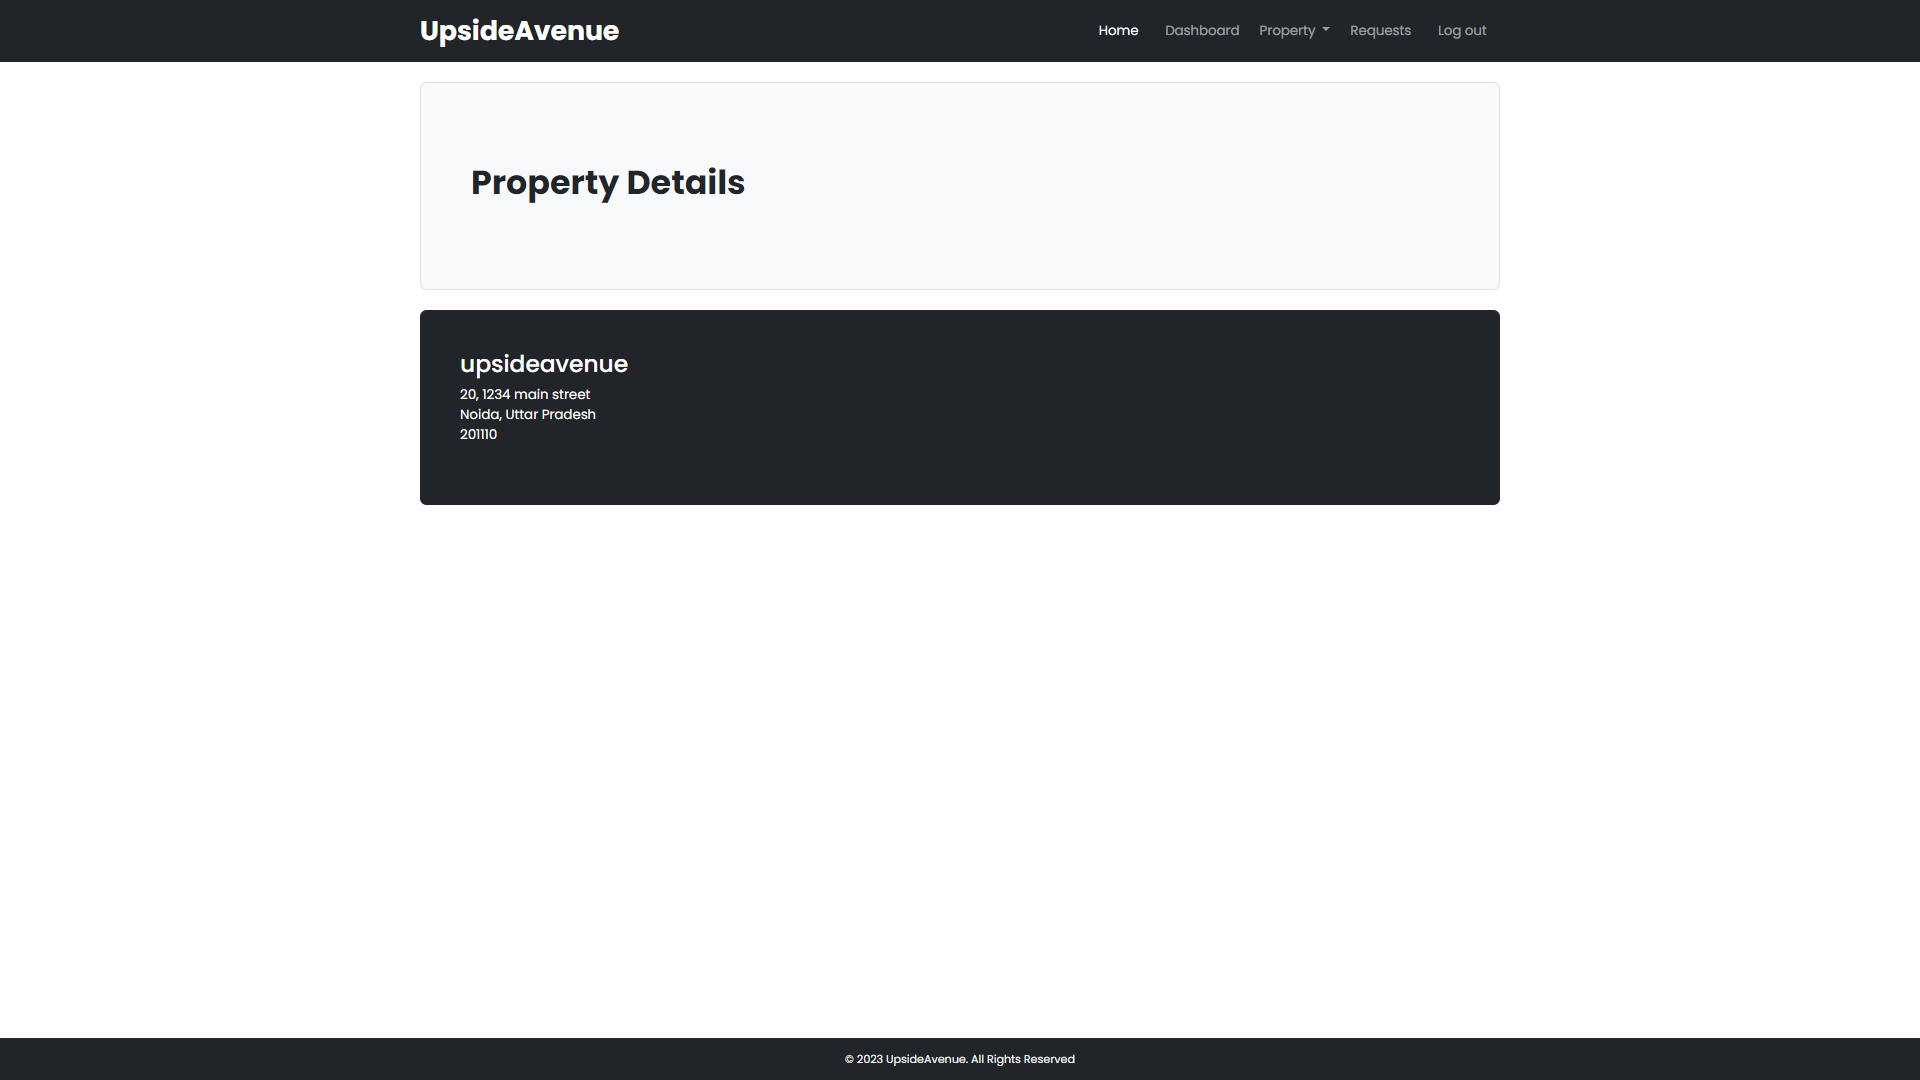 UpsideAvenue
Home Dashboard Property Requests Log out
Property Details
upsideavenue
20, 1234 main street
Noida, Uttar Pradesh
201110
© 2023 UpsideAvenue. All Rights Reserved